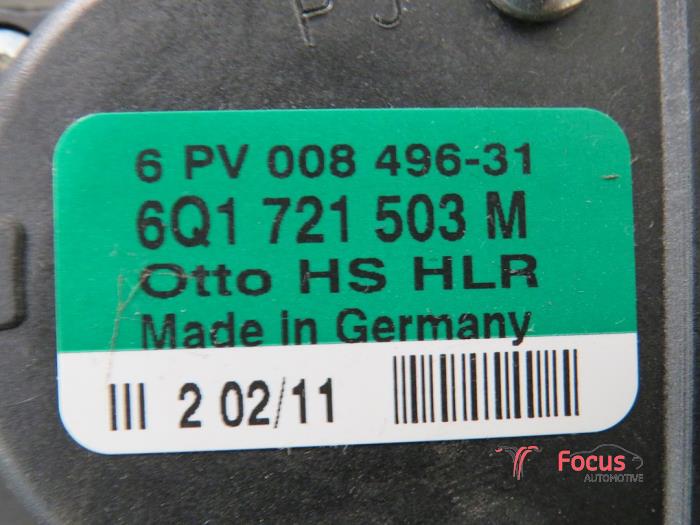 PJ
6 PV 008 496-31
6Q1 721 503 M
Otto HS HLR
Made in Germany
III 2 02/11
Focus
AUTOMOTIVE